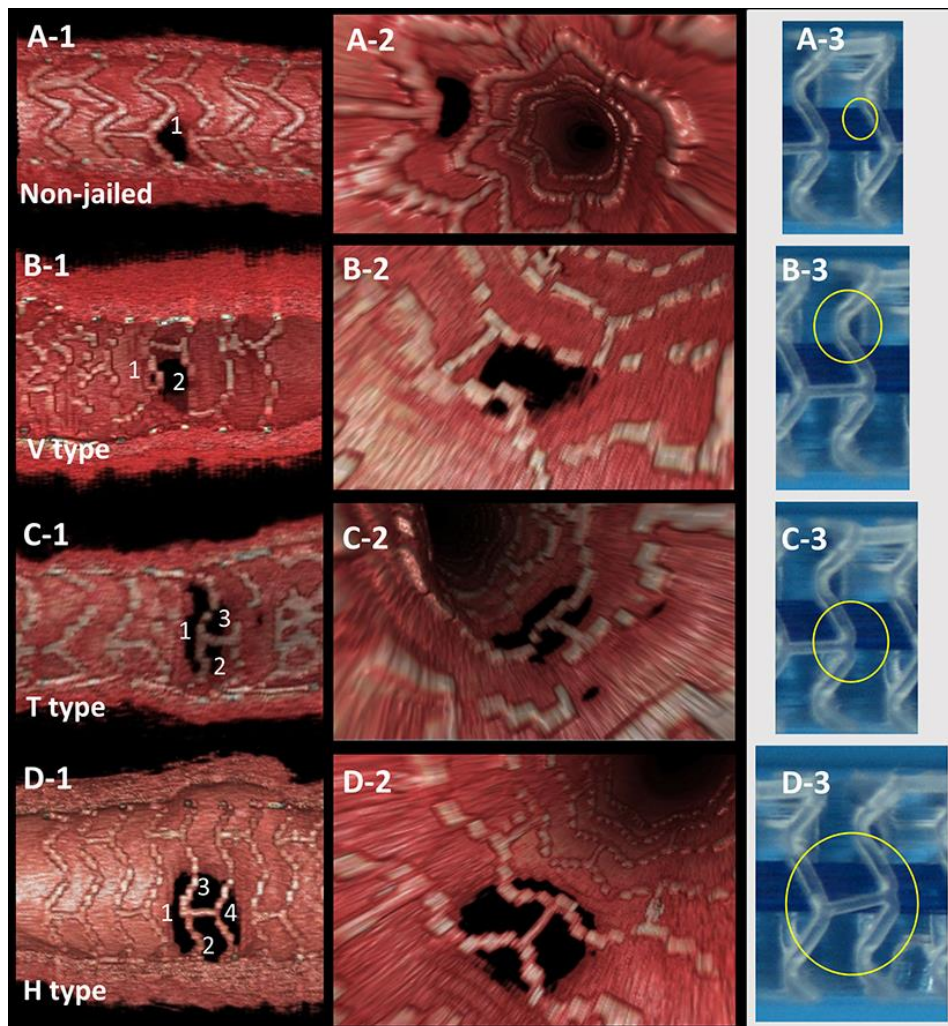 A-1
A-2
A-3
1
Non-jailed
B-1
B-2
B-3
1
2
V type
C-1
C-2
C-3
1
3
2
T type
D-1
D-2
D-3
1
3
4
2
H type